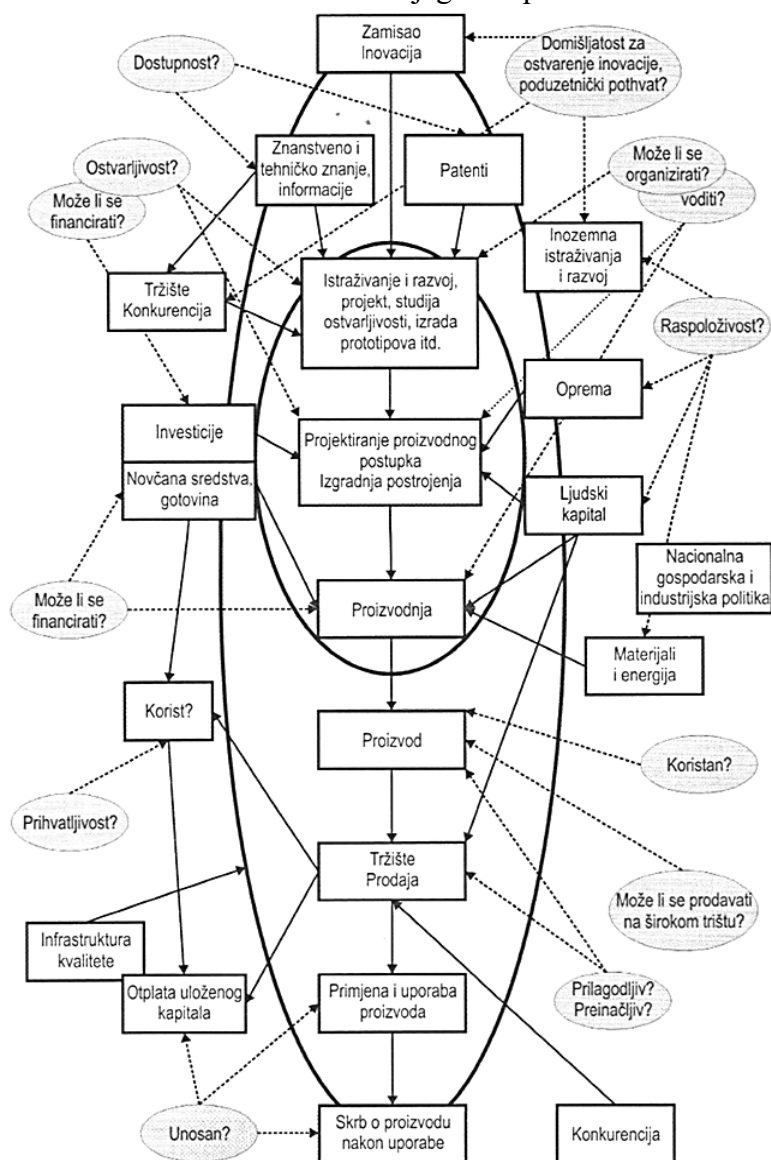 Zamisao
Inovacija
Domišljatost za
ostvarenje inovacije,
poduzetnički pothvat?
Dostupnost?
Znanstveno i
tehničko znanje,
informacije
Patenti
Ostvarljivost?
Može li se
financirati?
Može li se
organizirati?
voditi?
Inozemna
istraživanja
i razvoj
Tržište
Konkurencija
Istraživanje i razvoj,
projekt, studija
ostvarljivosti, izrada
prototipova itd.
Raspoloživost?
Oprema
Investicije
Projektiranje proizvodnog
postupka
Izgradnja postrojenja
Novčana sredstva,
gotovina
Ljudski
kapital
Nacionalna
gospodarska i
industrijska politika
Može li se
financirati?
Proizvodnja
Materijali
i energija
Korist?
Proizvod
Koristan?
Prihvatljivost?
Tržište
Prodaja
Može li se prodavati
na širokom trištu?
Infrastruktura
kvalitete
Otplata uloženog
kapitala
Primjena i uporaba
proizvoda
Prilagodljiv?
Preinačljiv?
Unosan?
Skrb o proizvodu
nakon uporabe
Konkurencija